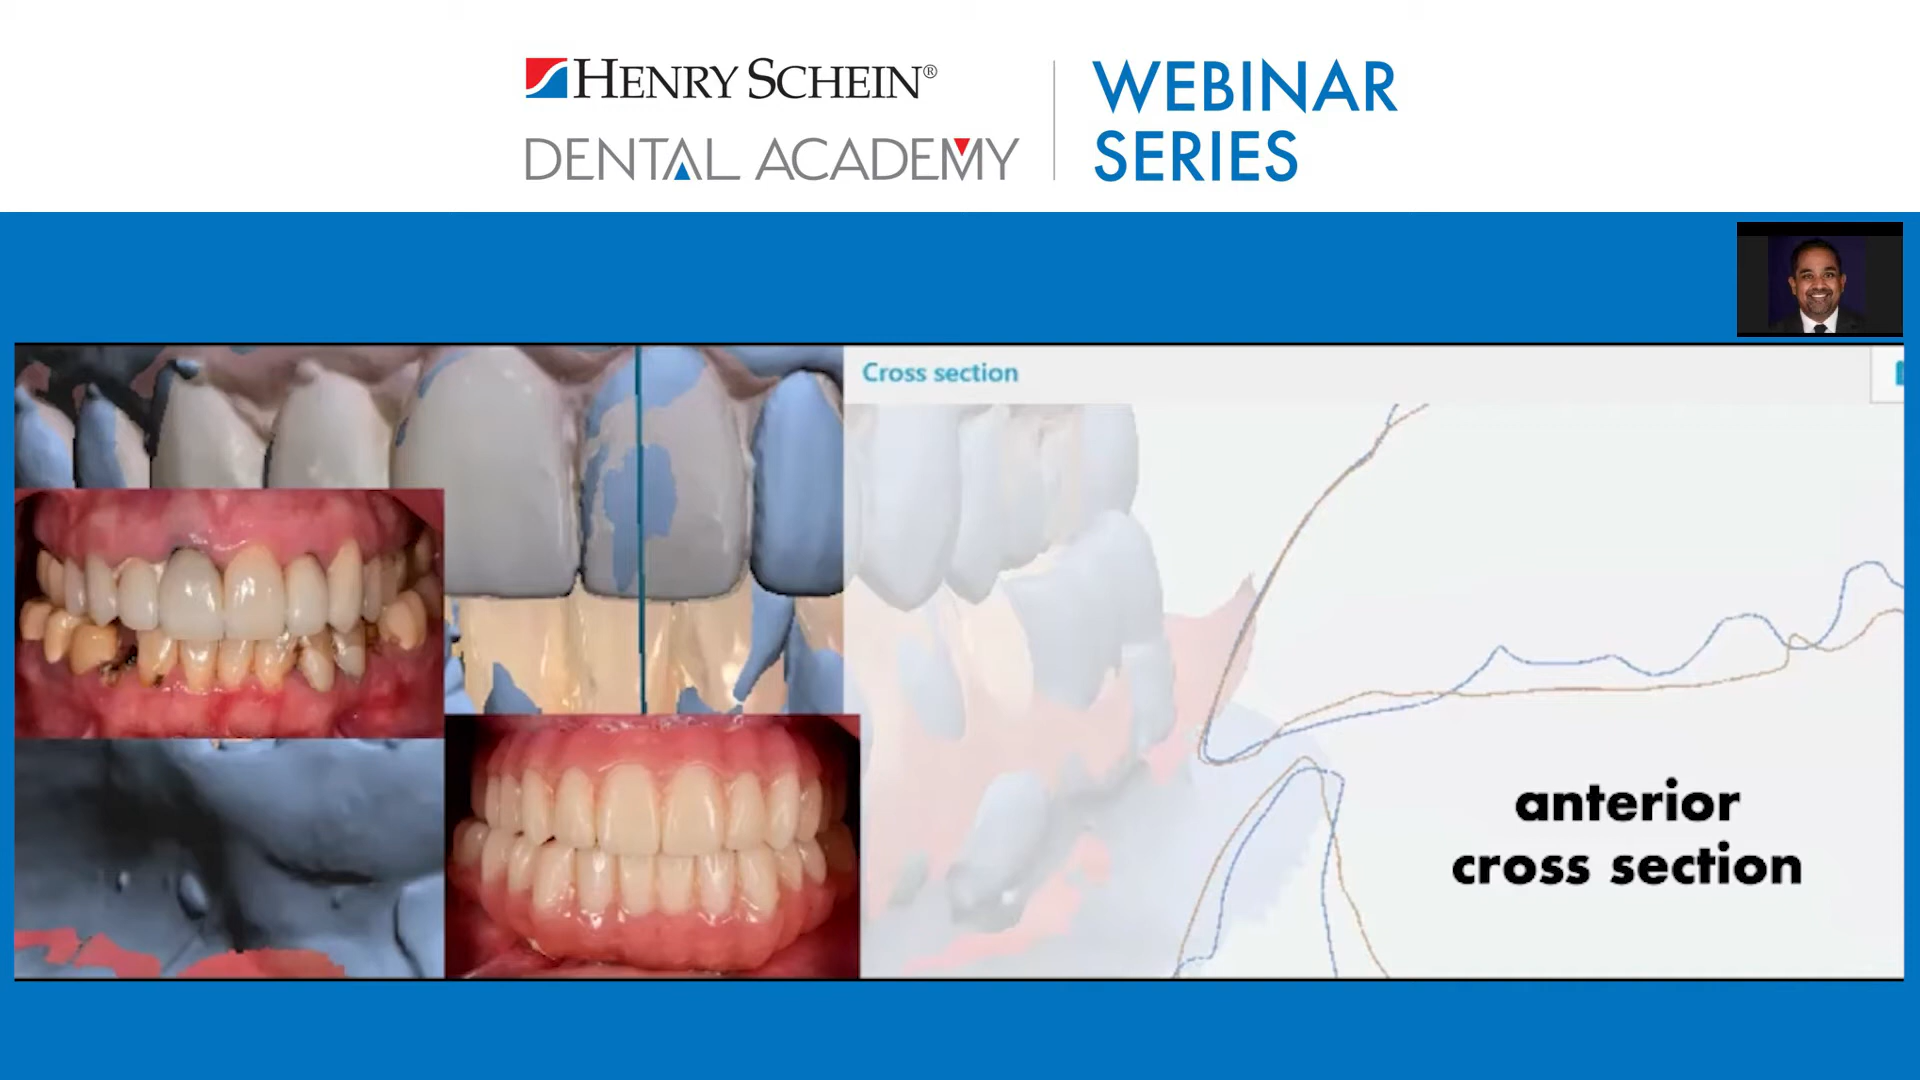 HENRY SCHEIN®
DENTAL ACADEMY
WEBINAR
SERIES
Cross section
anterior
cross section